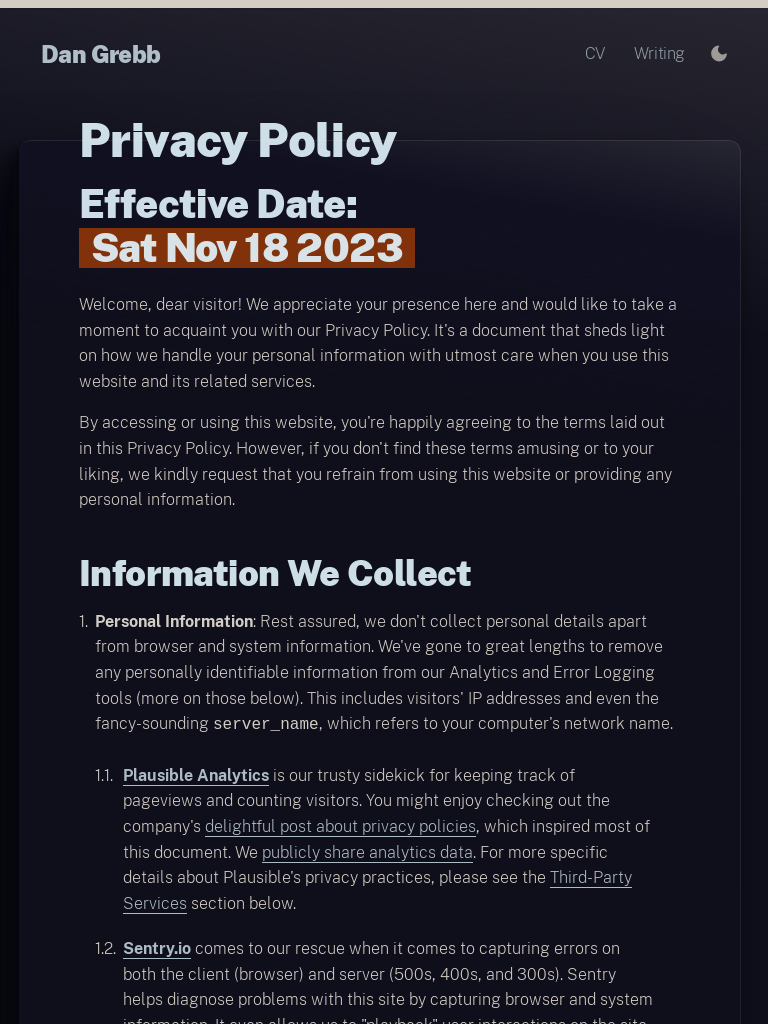 Dan Grebb
CV
Writing
Privacy Policy
Effective Date:
Sat Nov 18 2023
Welcome, dear visitor! We appreciate your presence here and would like to take a
moment to acquaint you with our Privacy Policy. It's a document that sheds light
on how we handle your personal information with utmost care when you use this
website and its related services.
By accessing or using this website, you're happily agreeing to the terms laid out
in this Privacy Policy. However, if you don't find these terms amusing or to your
liking, we kindly request that you refrain from using this website or providing any
personal information.
Information We Collect
1. Personal Information: Rest assured, we don't collect personal details apart
from browser and system information. We've gone to great lengths to remove
any personally identifiable information from our Analytics and Error Logging
tools (more on those below). This includes visitors' IP addresses and even the
fancy-sounding server_name, which refers to your computer's network name.
1.1. Plausible Analytics is our trusty sidekick for keeping track of
pageviews and counting visitors. You might enjoy checking out the
company's delightful post about privacy policies, which inspired most of
this document. We publicly share analytics data. For more specific
details about Plausible's privacy practices, please see the Third-Party
Services section below.
1.2. Sentry.io comes to our rescue when it comes to capturing errors on
both the client (browser) and server (500s, 400s, and 300s). Sentry
helps diagnose problems with this site by capturing browser and system
information. It even allows us to "playback" user interactions on the site